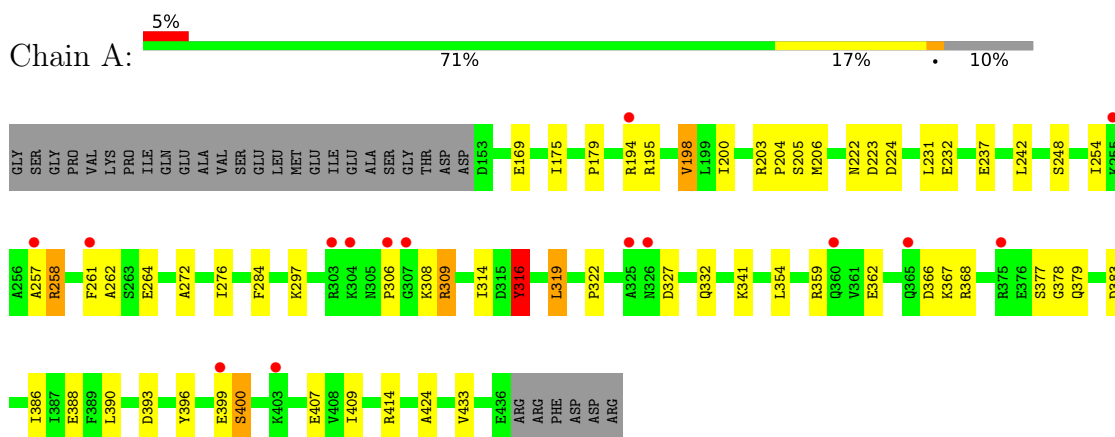 5%
Chain A:
71% 17% • 10%
GLY SER GLY PRO VAL LYS PRO ILE GLN GLU ALA VAL SER GLU LEU MET GLU ILE GLU ALA SER GLY THR ASP ASP D153 E169 I175 P179 R194 R195 V198 L199 I200 R203 P204 S205 M206 N222 D223 D224 L231 E232 E237 L242 S248 I254 K255
A256 A257 R258 F261 A262 S263 E264 A272 I276 F284 K297 R303 K304 N305 P306 G307 K308 R309 I314 D315 Y316 L319 P322 A325 N326 D327 Q332 K341 L354 R359 Q360 V361 E362 Q365 D366 K367 R368 R375 E376 S377 G378 Q379 D383
I386 I387 E388 F389 L390 D393 Y396 E399 S400 K403 E407 V408 I409 R414 A424 V433 E436 ARG ARG PHE ASP ASP ARG